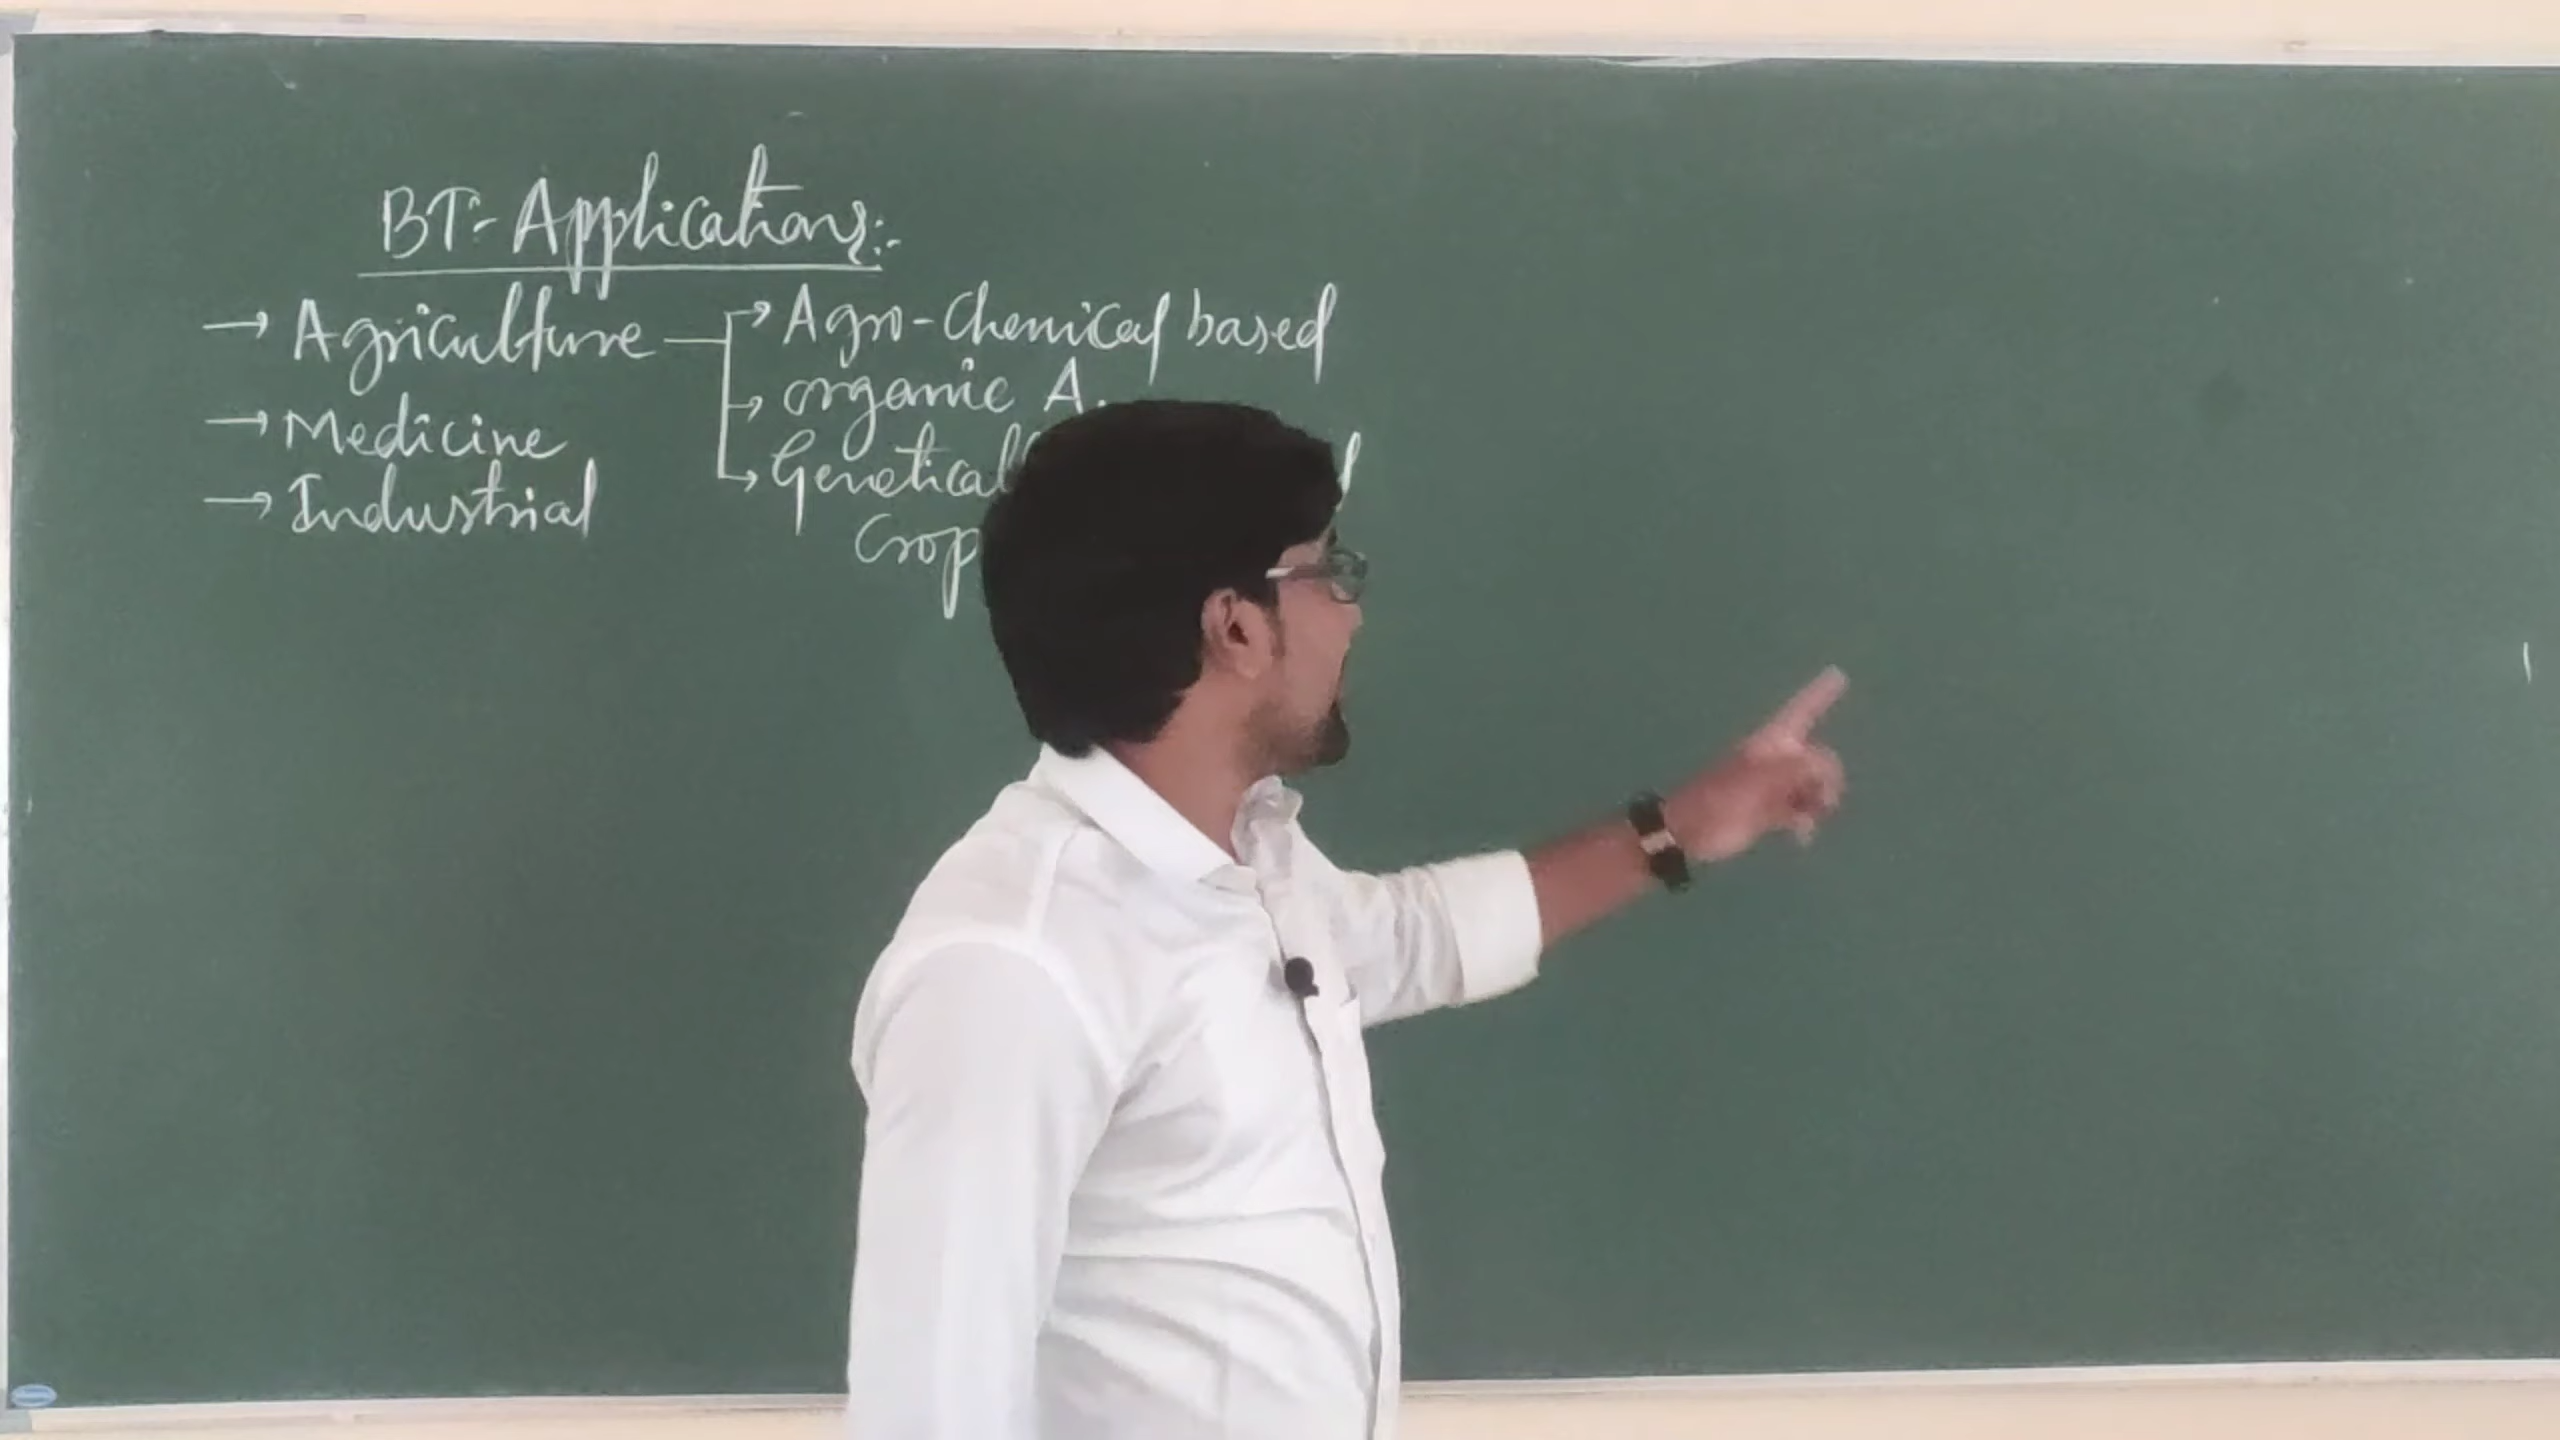 BT:- Applications:-
→ Agriculture → Agro-Chemical based
→ organic A.
→ Medicine
→ Genetical
→ Industrial
Crop